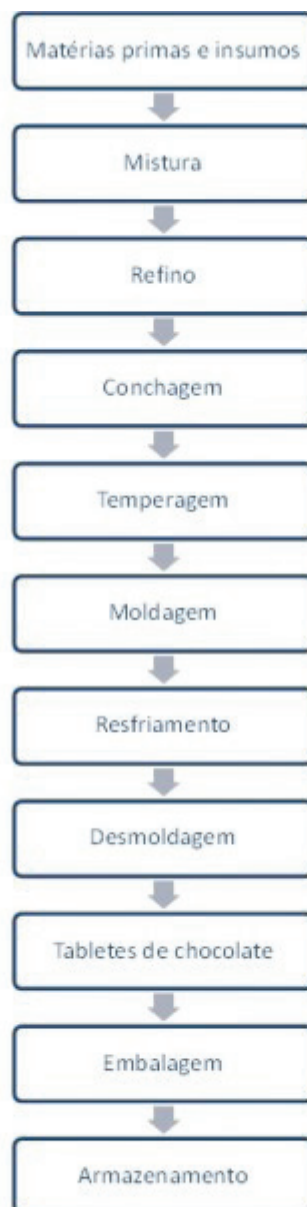 Matérias primas e insumos
Mistura
Refino
Conchagem
Temperagem
Moldagem
Resfriamento
Desmoldagem
Tabletes de chocolate
Embalagem
Armazenamento